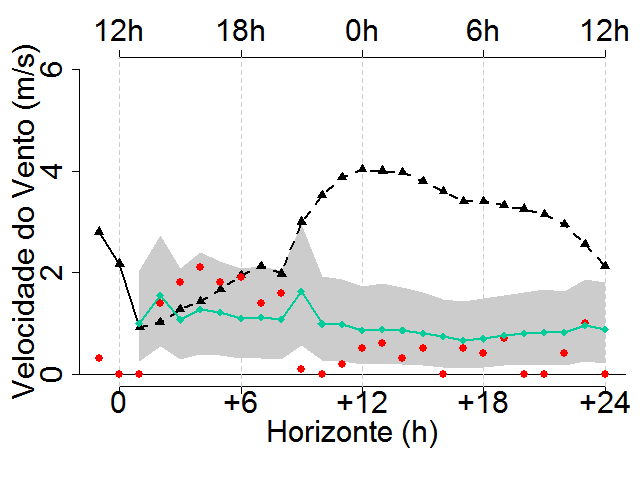 12h 18h 0h 6h 12h
Velocidade do Vento (m/s)
6
4
2
0
0 +6 +12 +18 +24
Horizonte (h)